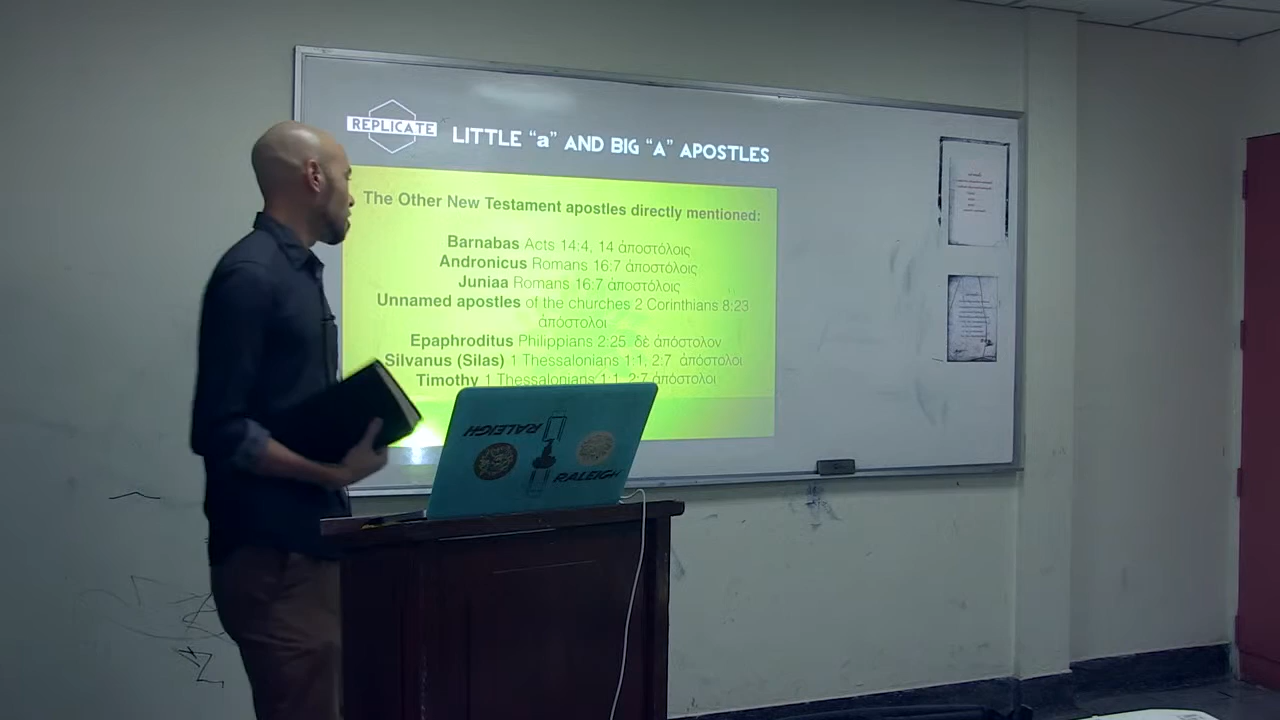 REPLICATE
LITTLE “a” AND BIG “A” APOSTLES
The Other New Testament apostles directly mentioned:
Barnabas Acts 14:4, 14 ἀποστόλοις
Andronicus Romans 16:7 ἀποστόλοις
Juniaa Romans 16:7 ἀποστόλοις
Unnamed apostles of the churches 2 Corinthians 8:23
ἀπόστολοι
Epaphroditus Philippians 2:25 δὲ ἀπόστολον
Silvanus (Silas) 1 Thessalonians 1:1, 2:7 ἀπόστολοι
Timothy 1 Thessalonians 1:1, 2:7 ἀπόστολοι
RALEIGH
RALEIGH